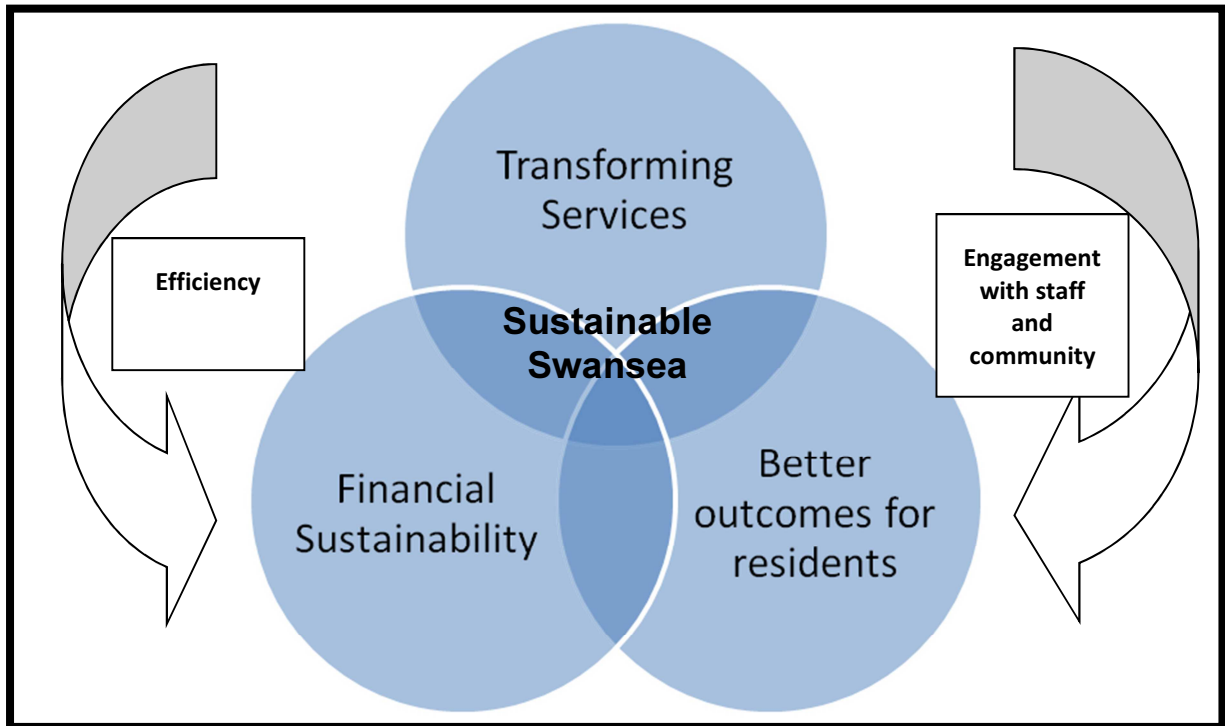 Transforming
Services
Efficiency
Engagement
with staff
and
community
Sustainable
Swansea
Financial
Sustainability
Better
outcomes for
residents